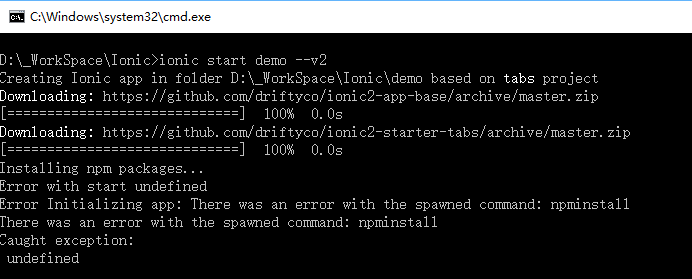 C:\Windows\system32\cmd.exe
D:\_WorkSpace\Ionic>ionic start demo --v2
Creating Ionic app in folder D:\_WorkSpace\Ionic\demo based on tabs project
Downloading: https://github.com/driftyco/ionic2-app-base/archive/master.zip
[=============================]  100%  0.0s
Downloading: https://github.com/driftyco/ionic2-starter-tabs/archive/master.zip
[=============================]  100%  0.0s
Installing npm packages...
Error with start undefined
Error Initializing app: There was an error with the spawned command: npminstall
There was an error with the spawned command: npminstall
Caught exception:
 undefined